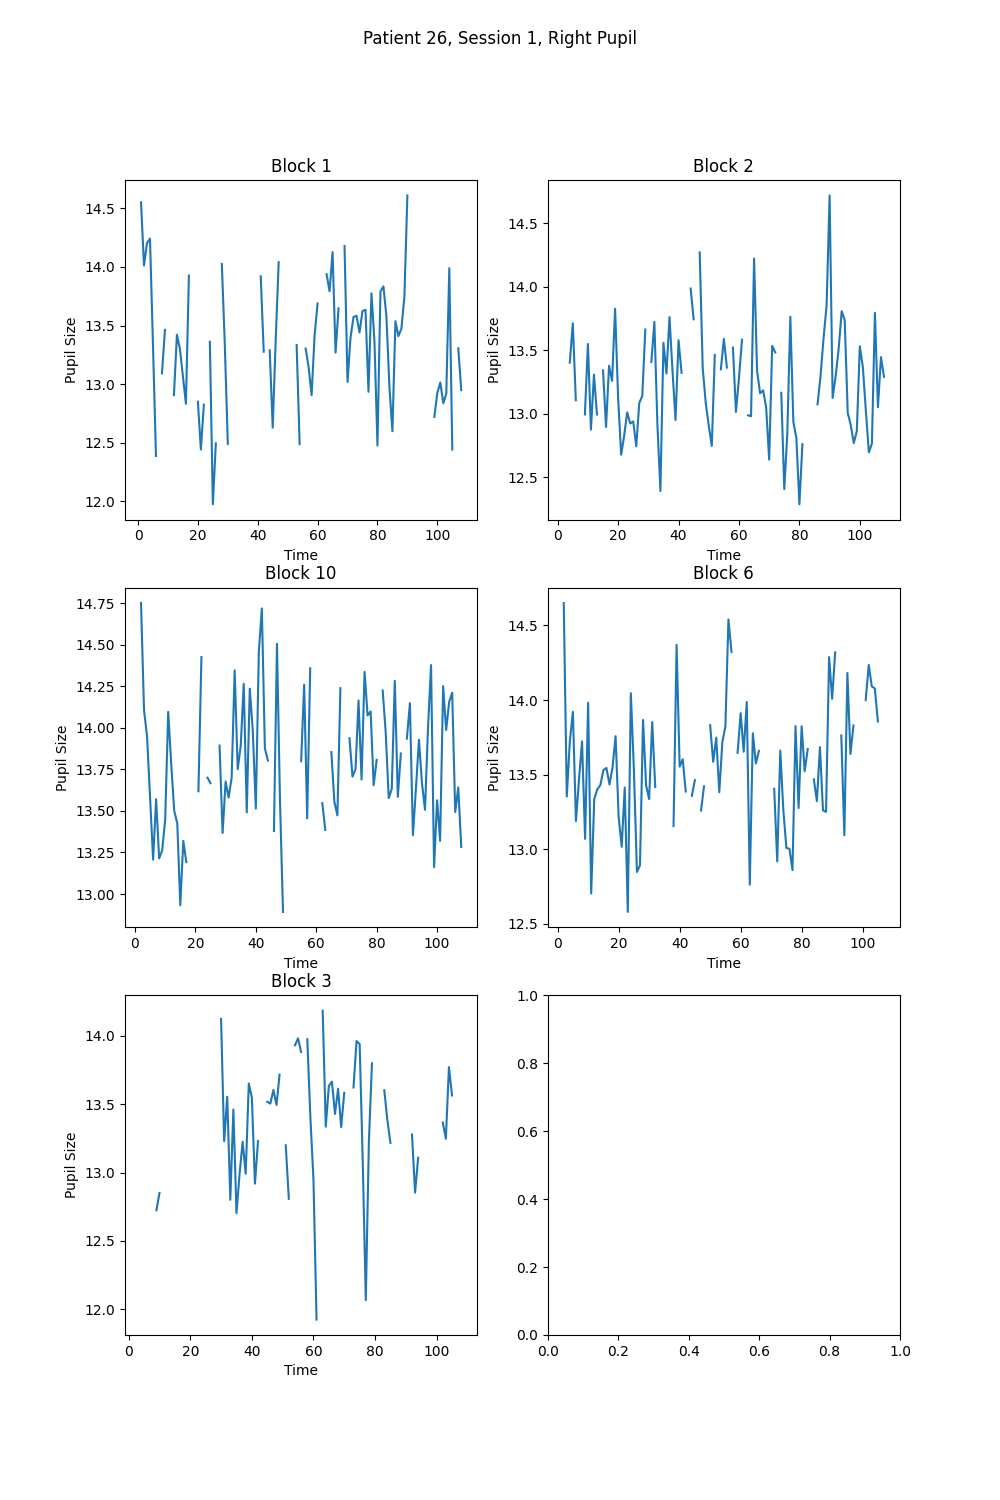 Patient 26, Session 1, Right Pupil
Block 1
Pupil Size
14.5
14.0
13.5
13.0
12.5
12.0
0 20 40 60 80 100
Time
Block 2
Pupil Size
14.5
14.0
13.5
13.0
12.5
0 20 40 60 80 100
Time
Block 10
Pupil Size
14.75
14.50
14.25
14.00
13.75
13.50
13.25
13.00
0 20 40 60 80 100
Time
Block 6
Pupil Size
14.5
14.0
13.5
13.0
12.5
0 20 40 60 80 100
Time
Block 3
Pupil Size
14.0
13.5
13.0
12.5
12.0
0 20 40 60 80 100
Time
1.0
0.8
0.6
0.4
0.2
0.0
0.0 0.2 0.4 0.6 0.8 1.0